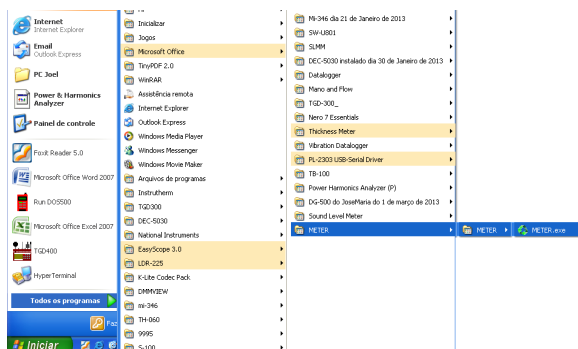 Internet
Internet Explorer
Email
Outlook Express
PC Joel
Power & Harmonics
Analyzer
Painel de controle
Foxit Reader 5.0
Microsoft Office Word 2007
Run DO5500
Microsoft Office Excel 2007
TGD400
HyperTerminal
Todos os programas
Faz
Iniciar
Inicializar
Jogos
Microsoft Office
TinyPDF 2.0
WinRAR
Assistência remota
Internet Explorer
Outlook Express
Windows Media Player
Windows Messenger
Windows Movie Maker
Arquivos de programas
Instrutherm
TGD300
DEC-5030
National Instruments
EasyScope 3.0
LDR-225
K-Lite Codec Pack
DMMVIEW
mi-346
TH-060
9995
S-100
MI-346 dia 21 de Janeiro de 2013
SW-U801
SLMM
DEC-5030 instalado dia 30 de Janeiro de 2013
Datalogger
Mano and Flow
TGD-300_
Nero 7 Essentials
Thickness Meter
Vibration Datalogger
PL-2303 USB-Serial Driver
TB-100
Power Harmonics Analyzer (P)
DG-500 do JoseMaria do 1 de março de 2013
Sound Level Meter
METER
METER
METER.exe